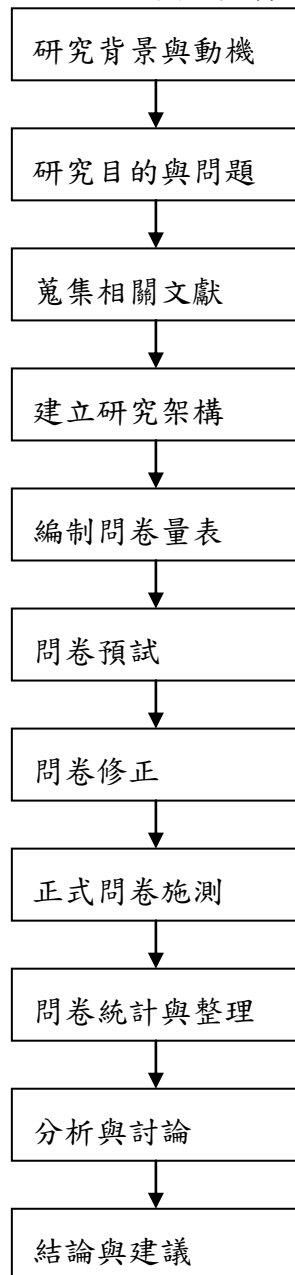 研究背景與動機
研究目的與問題
蒐集相關文獻
建立研究架構
編制問卷量表
問卷預試
問卷修正
正式問卷施測
問卷統計與整理
分析與討論
結論與建議